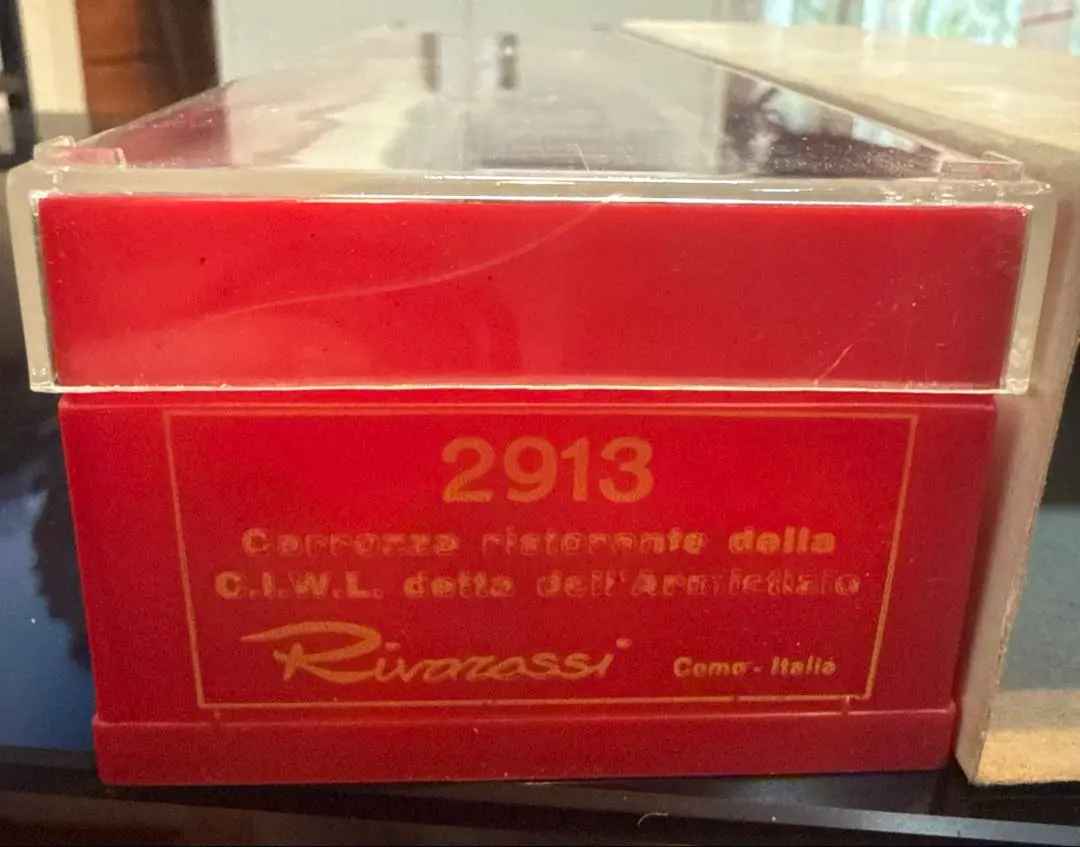 2913
Carrozza ristorante della
C.I.W.L. detta dell'Armistizio
Rivarossi
Como - Italia